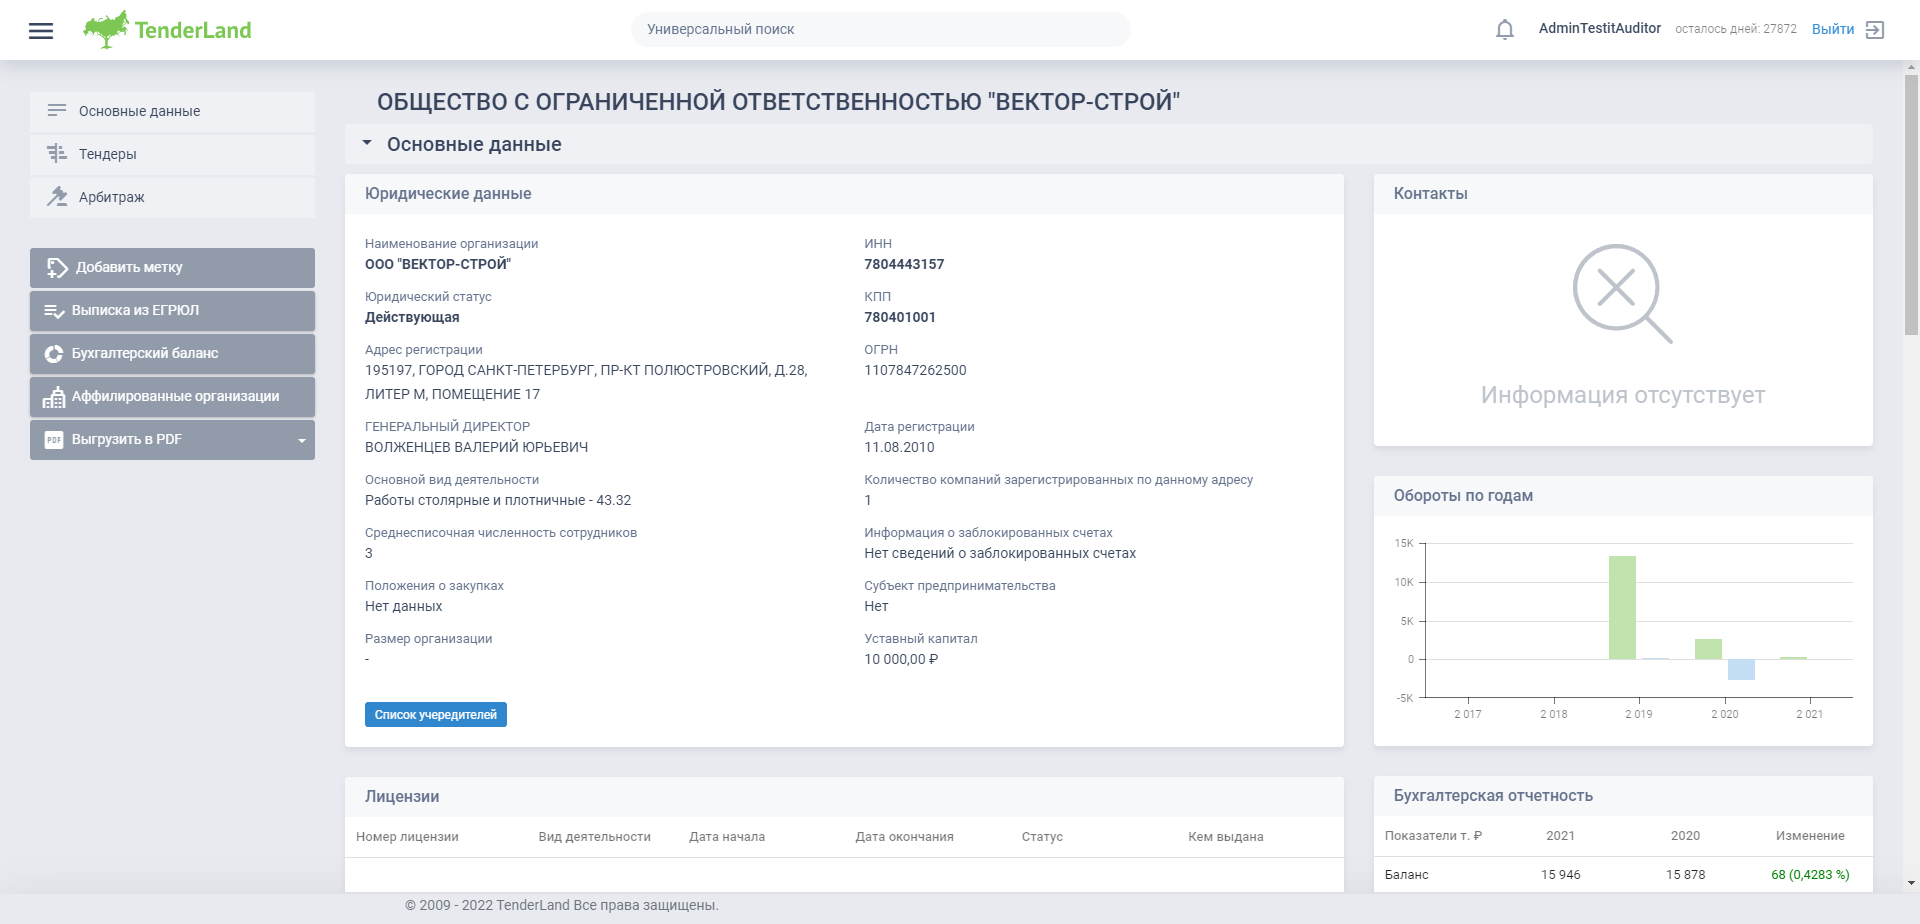 TenderLand
Универсальный поиск
AdminTestitAuditor
осталось дней: 27872
Выйти
Основные данные
Тендеры
Арбитраж
Добавить метку
Выписка из ЕГРЮЛ
Бухгалтерский баланс
Аффилированные организации
PDF Выгрузить в PDF
ОБЩЕСТВО С ОГРАНИЧЕННОЙ ОТВЕТСТВЕННОСТЬЮ "ВЕКТОР-СТРОЙ"
Основные данные
Юридические данные
Наименование организации
ООО "ВЕКТОР-СТРОЙ"
ИНН
7804443157
Юридический статус
Действующая
КПП
780401001
Адрес регистрации
195197, ГОРОД САНКТ-ПЕТЕРБУРГ, ПР-КТ ПОЛЮСТРОВСКИЙ, Д.28,
ЛИТЕР М, ПОМЕЩЕНИЕ 17
ОГРН
1107847262500
ГЕНЕРАЛЬНЫЙ ДИРЕКТОР
ВОЛЖЕНЦЕВ ВАЛЕРИЙ ЮРЬЕВИЧ
Дата регистрации
11.08.2010
Основной вид деятельности
Работы столярные и плотничные - 43.32
Количество компаний зарегистрированных по данному адресу
1
Среднесписочная численность сотрудников
3
Информация о заблокированных счетах
Нет сведений о заблокированных счетах
Положения о закупках
Нет данных
Субъект предпринимательства
Нет
Размер организации
-
Уставный капитал
10 000,00 ₽
Список учередителей
Контакты
Информация отсутствует
Обороты по годам
15K
10K
5K
0
-5K
2 017 2 018 2 019 2 020 2 021
Лицензии
Номер лицензии Вид деятельности Дата начала Дата окончания Статус Кем выдана
Бухгалтерская отчетность
Показатели т. ₽ 2021 2020 Изменение
Баланс 15 946 15 878 68 (0,4283 %)
© 2009 - 2022 TenderLand Все права защищены.